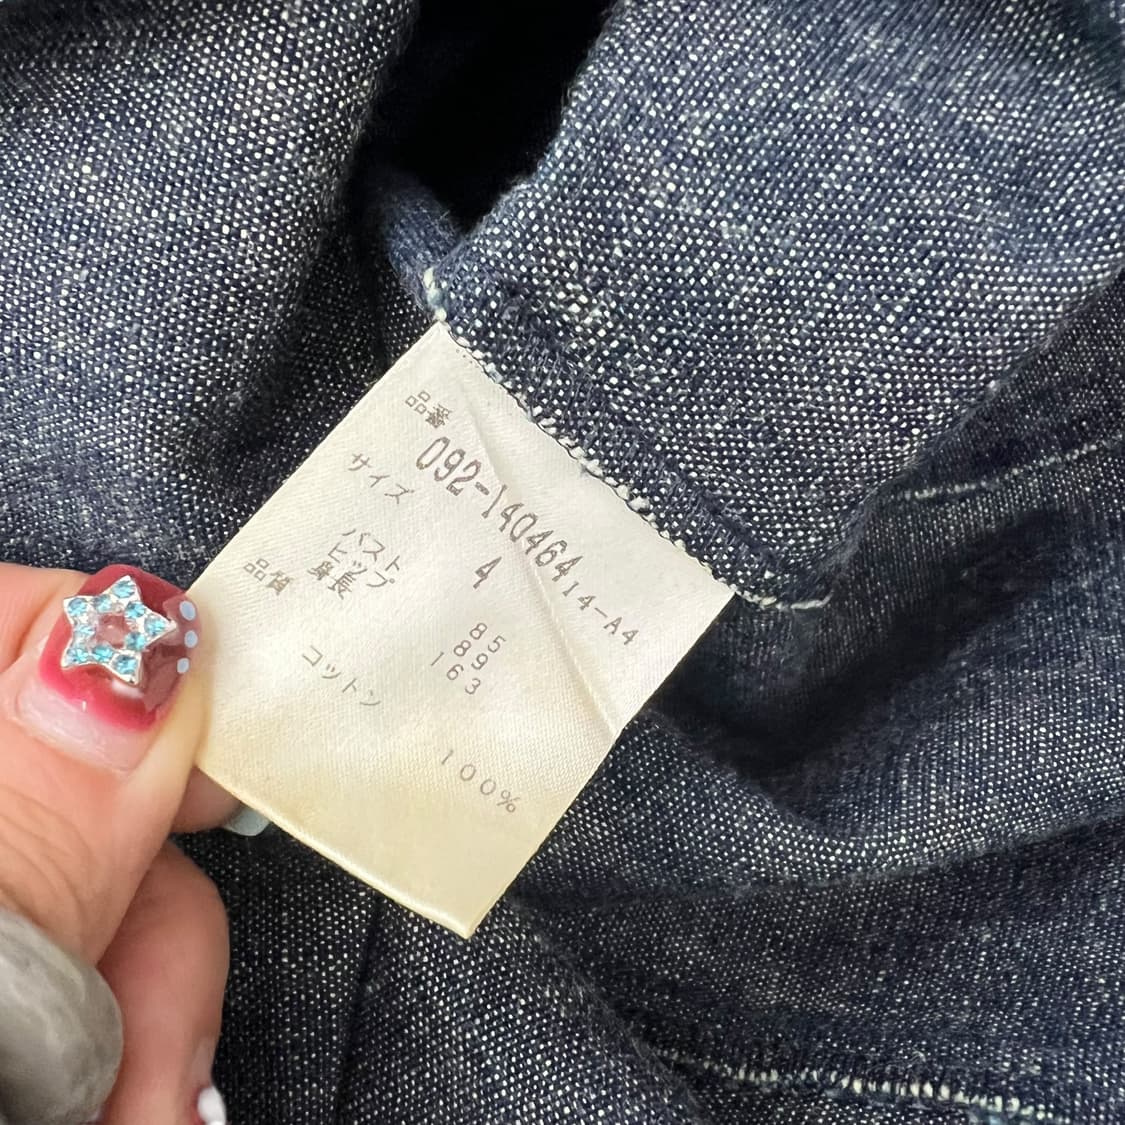 品番
092-140464 14-A4
サイズ 4
バスト 85
ヒップ 89
身長 163
品質
コットン 100%